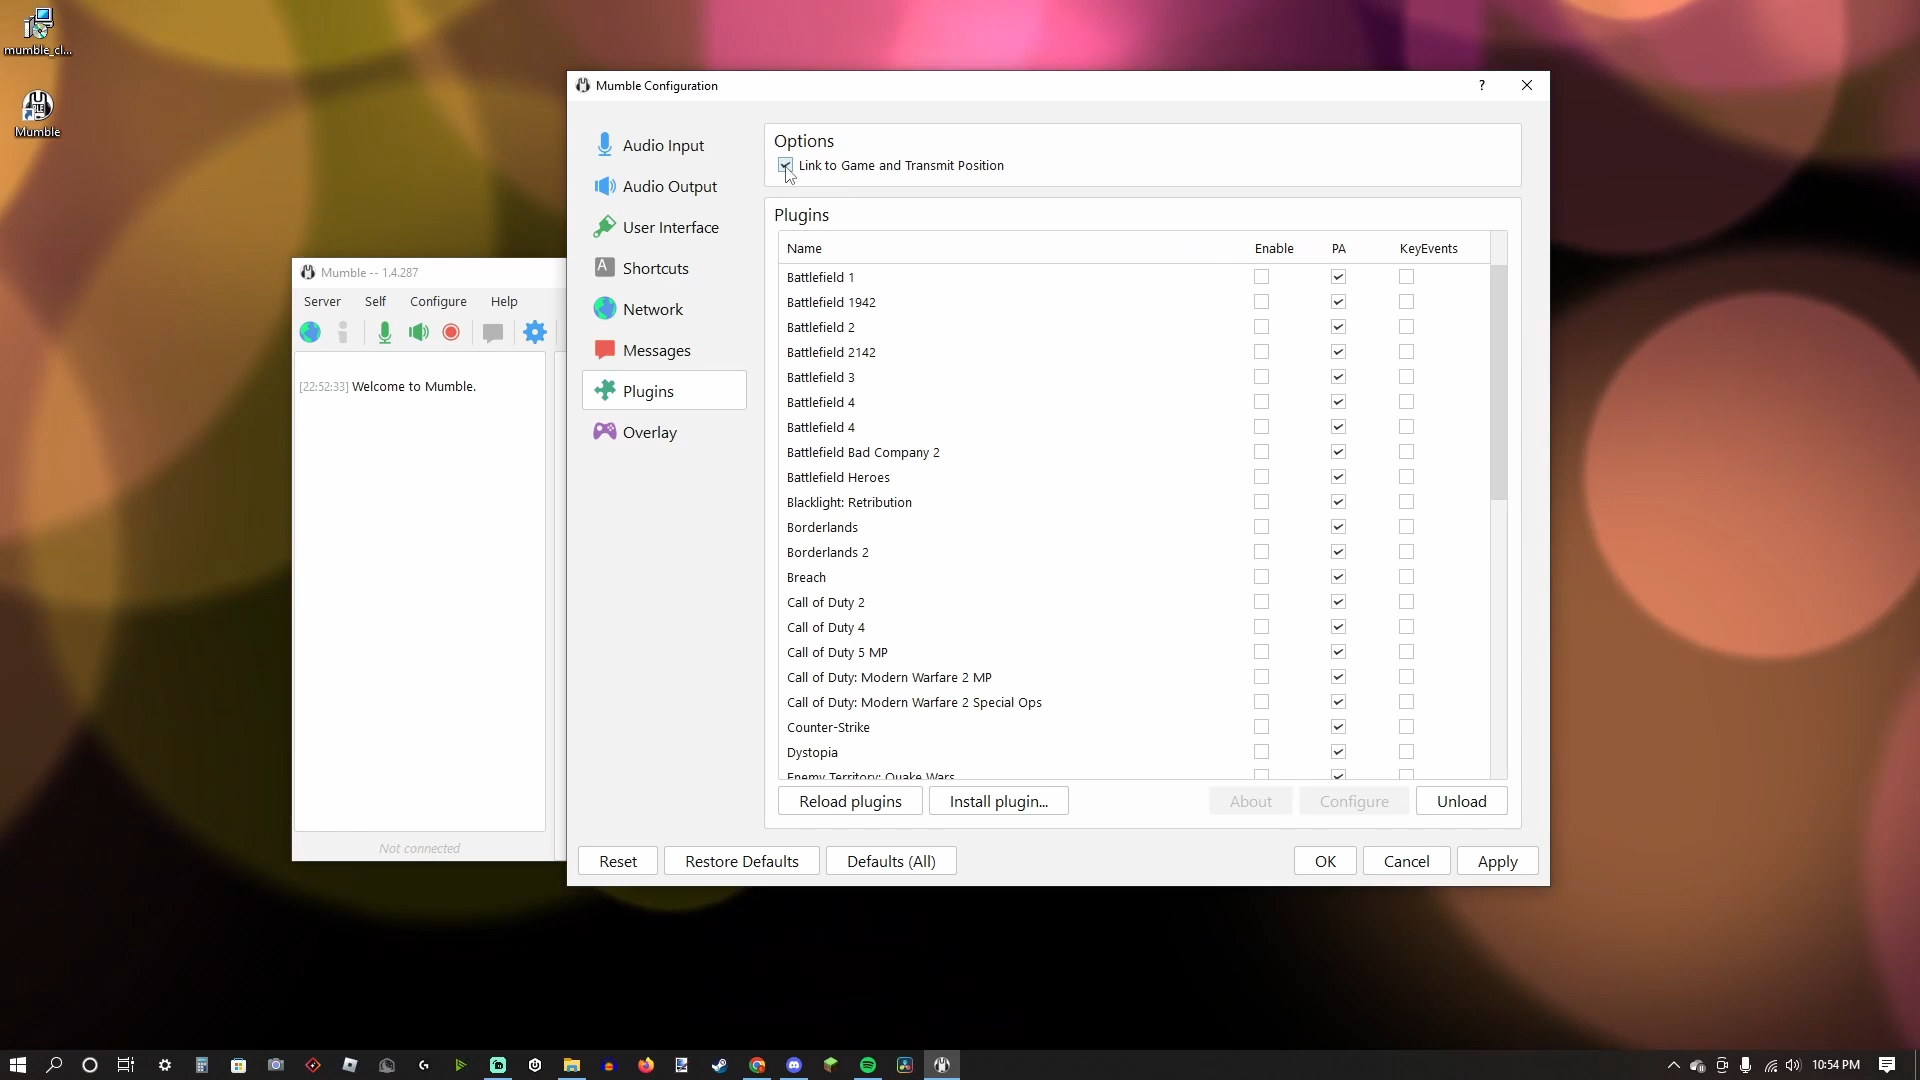 mumble_cl...
Mumble
Mumble Configuration
?
Audio Input
Audio Output
User Interface
A Shortcuts
Network
Messages
Plugins
Overlay
Options
Link to Game and Transmit Position
Plugins
Name Enable PA KeyEvents
Battlefield 1
Battlefield 1942
Battlefield 2
Battlefield 2142
Battlefield 3
Battlefield 4
Battlefield 4
Battlefield Bad Company 2
Battlefield Heroes
Blacklight: Retribution
Borderlands
Borderlands 2
Breach
Call of Duty 2
Call of Duty 4
Call of Duty 5 MP
Call of Duty: Modern Warfare 2 MP
Call of Duty: Modern Warfare 2 Special Ops
Counter-Strike
Dystopia
Enemy Territory: Quake Wars
Reload plugins Install plugin... About Configure Unload
Reset Restore Defaults Defaults (All) OK Cancel Apply
Mumble -- 1.4.287
Server Self Configure Help
[22:52:33] Welcome to Mumble.
Not connected
10:54 PM